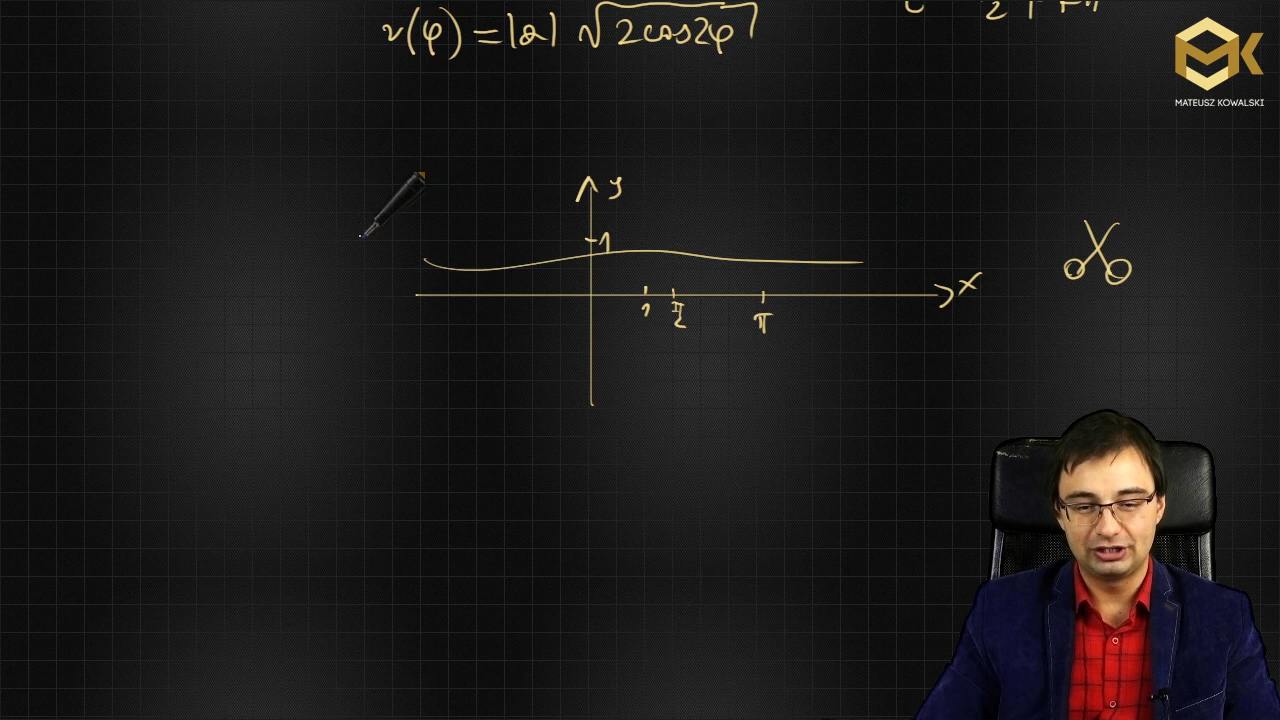 r(φ) = |a| √2cos2φ
MATEUSZ KOWALSKI
y
1
x
1 π/2 π